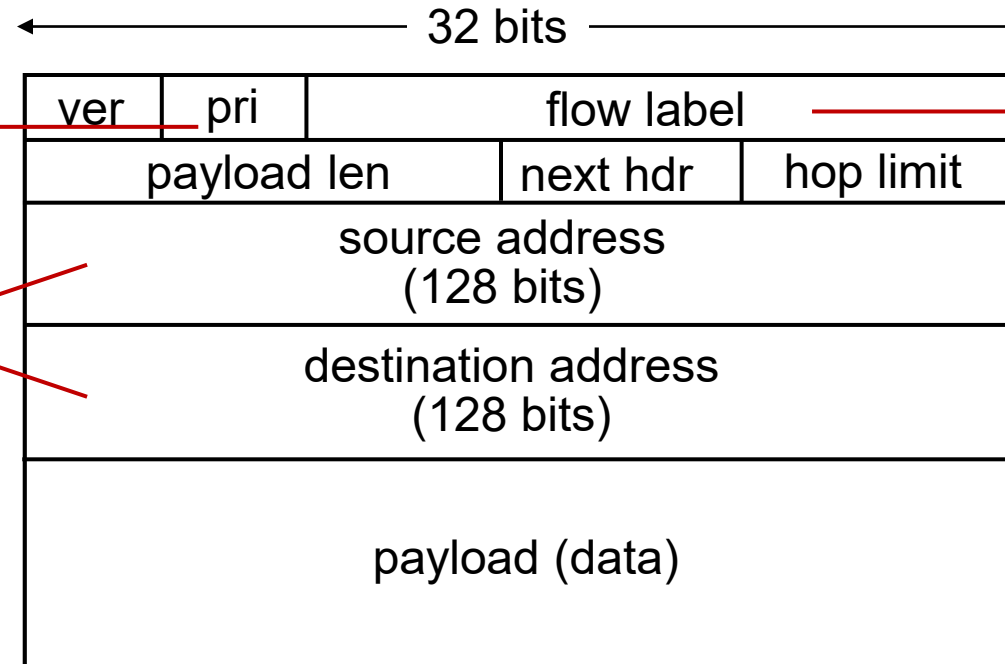 32 bits
ver pri flow label
payload len next hdr hop limit
source address
(128 bits)
destination address
(128 bits)
payload (data)